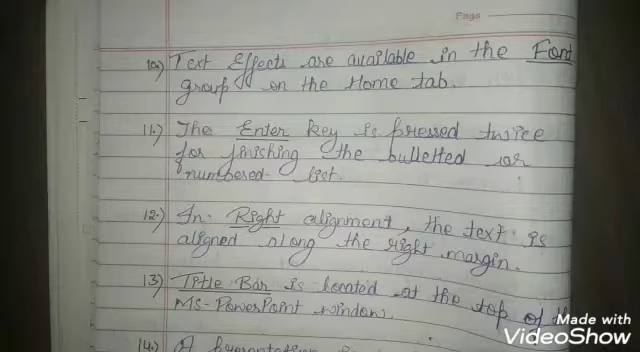 Page
10.) Text Effects are available in the Font
group on the Home tab.
11.) The Enter key is pressed twice
for finishing the bulletted or
numbered list.
12.) In Right alignment, the text is
aligned along the right margin.
13.) Title Bar is located at the top of
MS-PowerPoint window.
14.) A
Made with
VideoShow